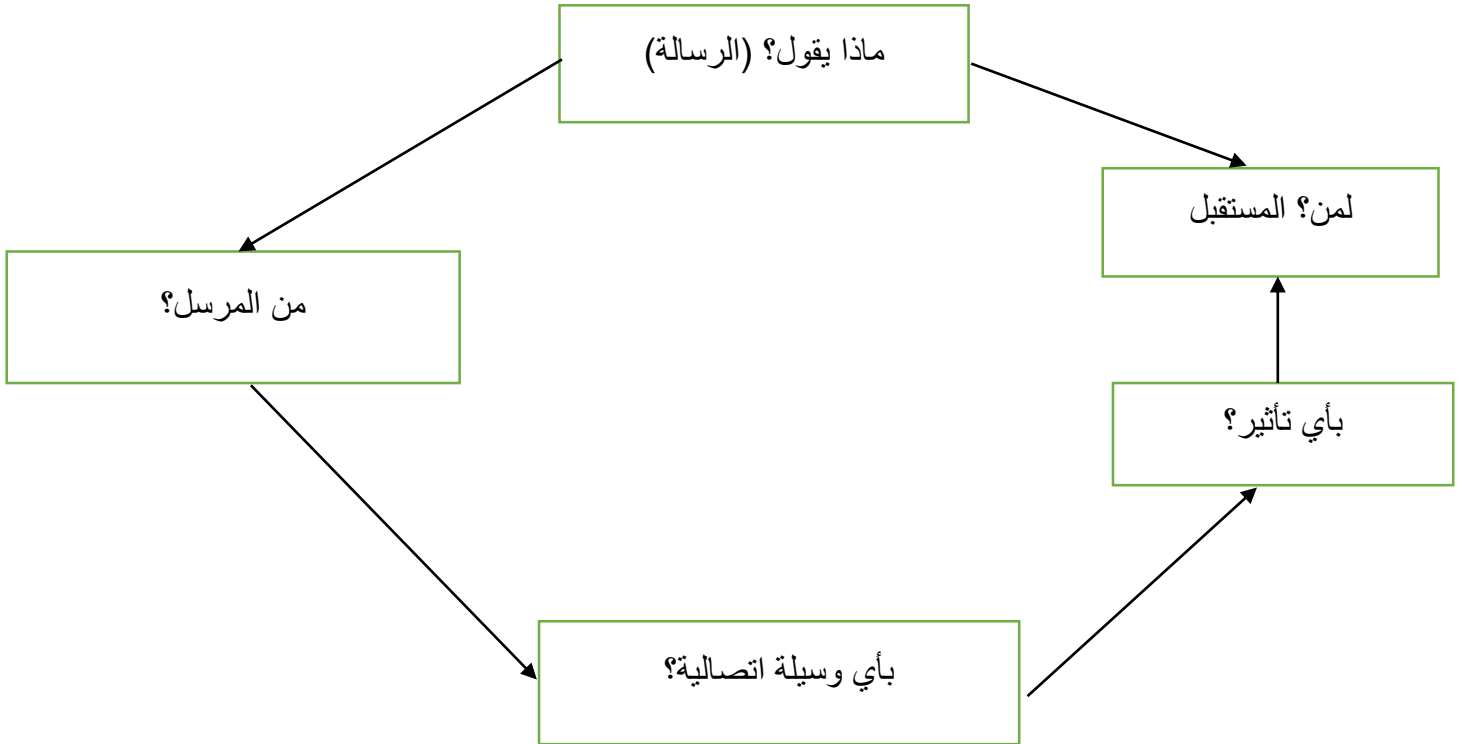 ماذا يقول؟ (الرسالة)
لمن؟ المستقبل
من المرسل؟
بأي تأثير؟
بأي وسيلة اتصالية؟